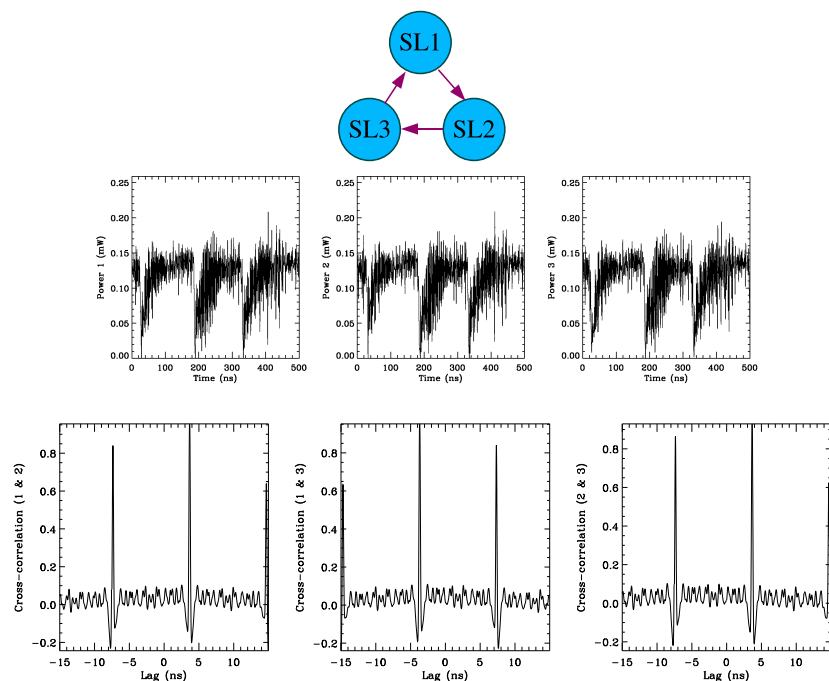 SL1
SL3 SL2
0.25
0.20
0.15
0.10
0.05
0.00
Power 1 (mW)
0 100 200 300 400 500
Time (ns)
0.25
0.20
0.15
0.10
0.05
0.00
Power 2 (mW)
0 100 200 300 400 500
Time (ns)
0.25
0.20
0.15
0.10
0.05
0.00
Power 3 (mW)
0 100 200 300 400 500
Time (ns)
0.8
0.6
0.4
0.2
0.0
-0.2
Cross-correlation (1 & 2)
-15 -10 -5 0 5 10 15
Lag (ns)
0.8
0.6
0.4
0.2
0.0
-0.2
Cross-correlation (1 & 3)
-15 -10 -5 0 5 10 15
Lag (ns)
0.8
0.6
0.4
0.2
0.0
-0.2
Cross-correlation (2 & 3)
-15 -10 -5 0 5 10 15
Lag (ns)